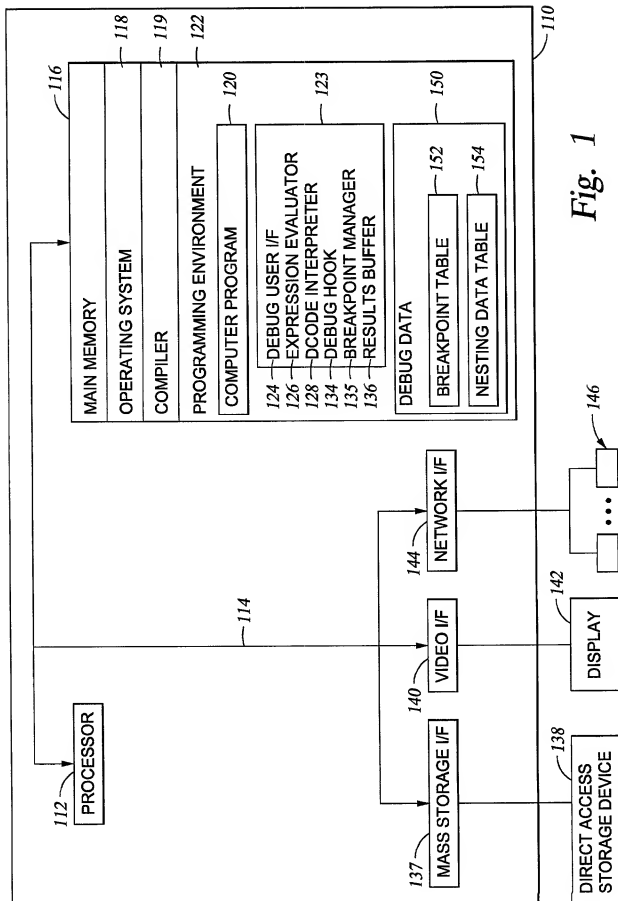 110
116
MAIN MEMORY
OPERATING SYSTEM
118
COMPILER
119
PROGRAMMING ENVIRONMENT
122
COMPUTER PROGRAM
120
123
124 DEBUG USER I/F
126 EXPRESSION EVALUATOR
128 DCODE INTERPRETER
134 DEBUG HOOK
135 BREAKPOINT MANAGER
136 RESULTS BUFFER
150
DEBUG DATA
BREAKPOINT TABLE
152
NESTING DATA TABLE
154
112
PROCESSOR
114
137
MASS STORAGE I/F
140
VIDEO I/F
144
NETWORK I/F
138
DIRECT ACCESS
STORAGE DEVICE
142
DISPLAY
146
•••
Fig. 1